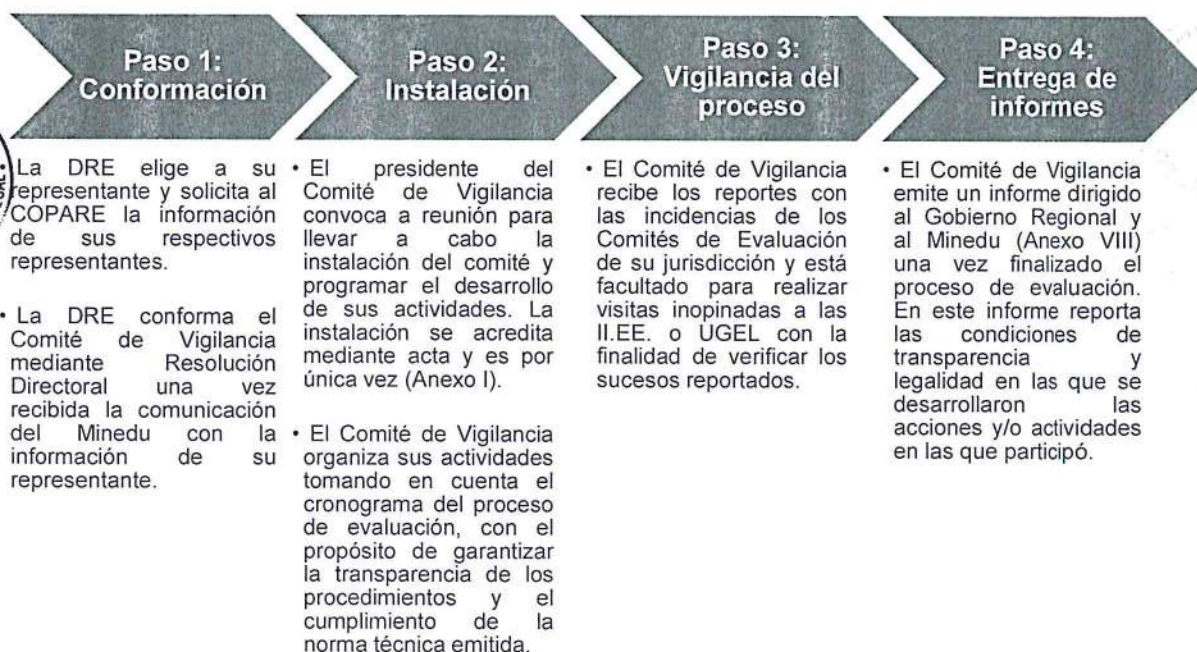 Paso 1:
Conformación
Paso 2:
Instalación
Paso 3:
Vigilancia del
proceso
Paso 4:
Entrega de
informes
La DRE elige a su
representante y solicita al
COPARE la información
de sus respectivos
representantes.
• La DRE conforma el
Comité de Vigilancia
mediante Resolución
Directoral una vez
recibida la comunicación
del Minedu con la
información de su
representante.
• El presidente del
Comité de Vigilancia
convoca a reunión para
llevar a cabo la
instalación del comité y
programar el desarrollo
de sus actividades. La
instalación se acredita
mediante acta y es por
única vez (Anexo I).
• El Comité de Vigilancia
organiza sus actividades
tomando en cuenta el
cronograma del proceso
de evaluación, con el
propósito de garantizar
la transparencia de los
procedimientos y el
cumplimiento de la
norma técnica emitida.
• El Comité de Vigilancia
recibe los reportes con
las incidencias de los
Comités de Evaluación
de su jurisdicción y está
facultado para realizar
visitas inopinadas a las
II.EE. o UGEL con la
finalidad de verificar los
sucesos reportados.
• El Comité de Vigilancia
emite un informe dirigido
al Gobierno Regional y
al Minedu (Anexo VIII)
una vez finalizado el
proceso de evaluación.
En este informe reporta
las condiciones de
transparencia y
legalidad en las que se
desarrollaron las
acciones y/o actividades
en las que participó.